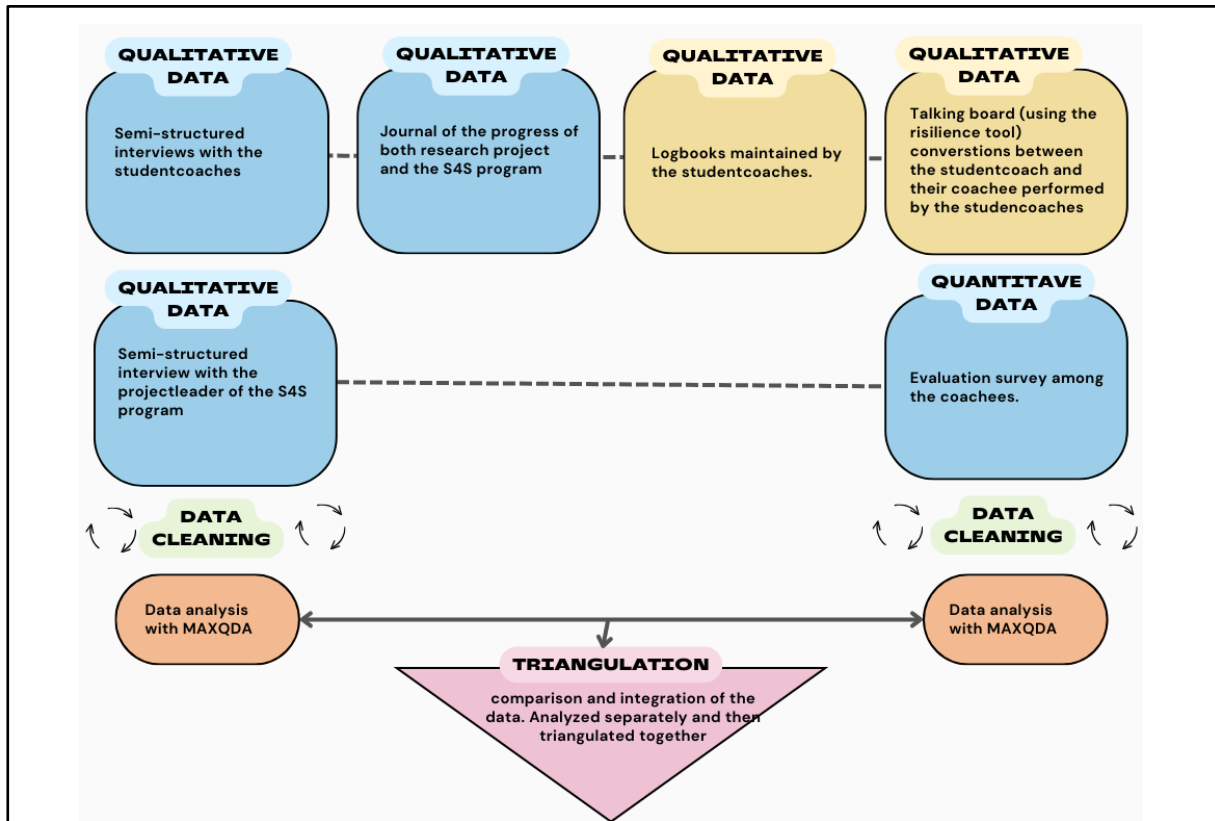 QUALITATIVE
DATA
Semi-structured
interviews with the
studentcoaches
QUALITATIVE
DATA
Journal of the progress of
both research project
and the S4S program
QUALITATIVE
DATA
Logbooks maintained by
the studentcoaches.
QUALITATIVE
DATA
Talking board (using the
risilience tool)
converstions between
the studentcoach and
their coachee performed
by the studencoaches
QUALITATIVE
DATA
Semi-structured
interview with the
projectleader of the S4S
program
QUANTITAVE
DATA
Evaluation survey among
the coachees.
DATA
CLEANING
DATA
CLEANING
Data analysis
with MAXQDA
Data analysis
with MAXQDA
TRIANGULATION
comparison and integration of the
data. Analyzed separately and then
triangulated together